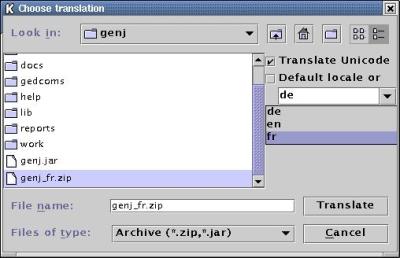 Choose translation
Look in: genj
Translate Unicode
Default locale or
de
de
en
fr
docs
gedcoms
help
lib
reports
work
genj.jar
genj_fr.zip
File name: genj_fr.zip Translate
Files of type: Archive (*.zip,*.jar) Cancel